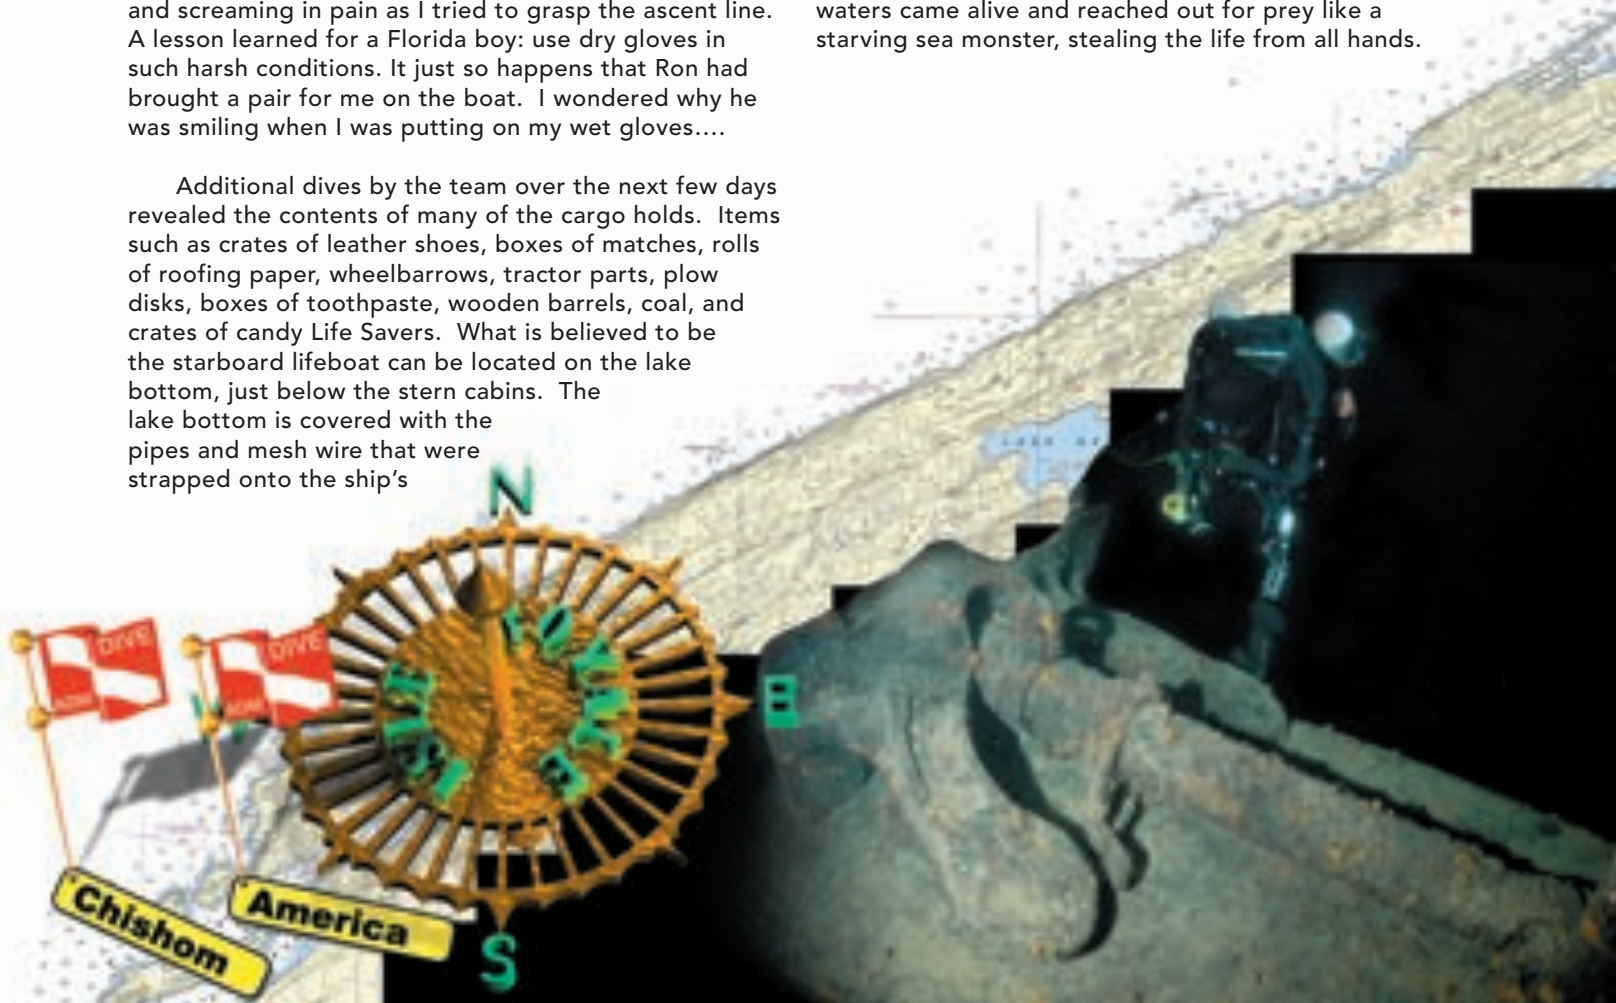 and screaming in pain as I tried to grasp the ascent line.
A lesson learned for a Florida boy: use dry gloves in
such harsh conditions. It just so happens that Ron had
brought a pair for me on the boat.  I wondered why he
was smiling when I was putting on my wet gloves....
Additional dives by the team over the next few days
revealed the contents of many of the cargo holds.  Items
such as crates of leather shoes, boxes of matches, rolls
of roofing paper, wheelbarrows, tractor parts, plow
disks, boxes of toothpaste, wooden barrels, coal, and
crates of candy Life Savers.  What is believed to be
the starboard lifeboat can be located on the lake
bottom, just below the stern cabins.  The
lake bottom is covered with the
pipes and mesh wire that were
strapped onto the ship's
waters came alive and reached out for prey like a
starving sea monster, stealing the life from all hands.
N
E
S
W
DIVE
DIVE
Chishom
America